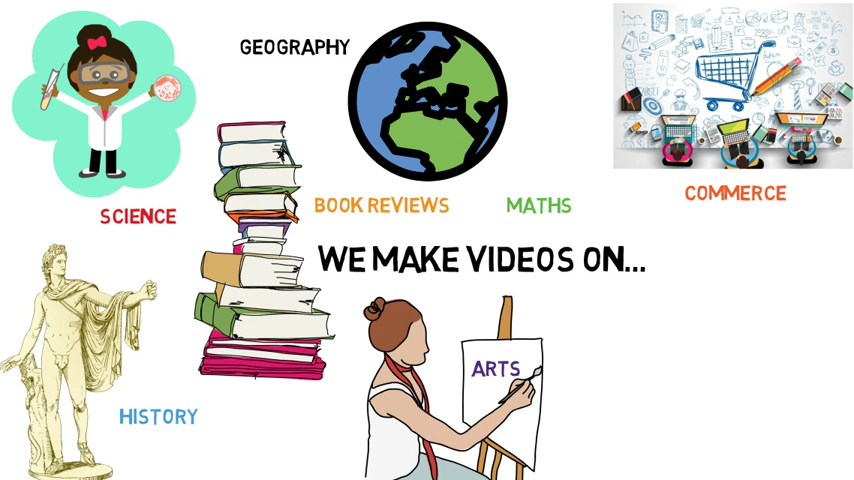 GEOGRAPHY
COMMERCE
SCIENCE
BOOK REVIEWS
MATHS
WE MAKE VIDEOS ON...
ARTS
HISTORY